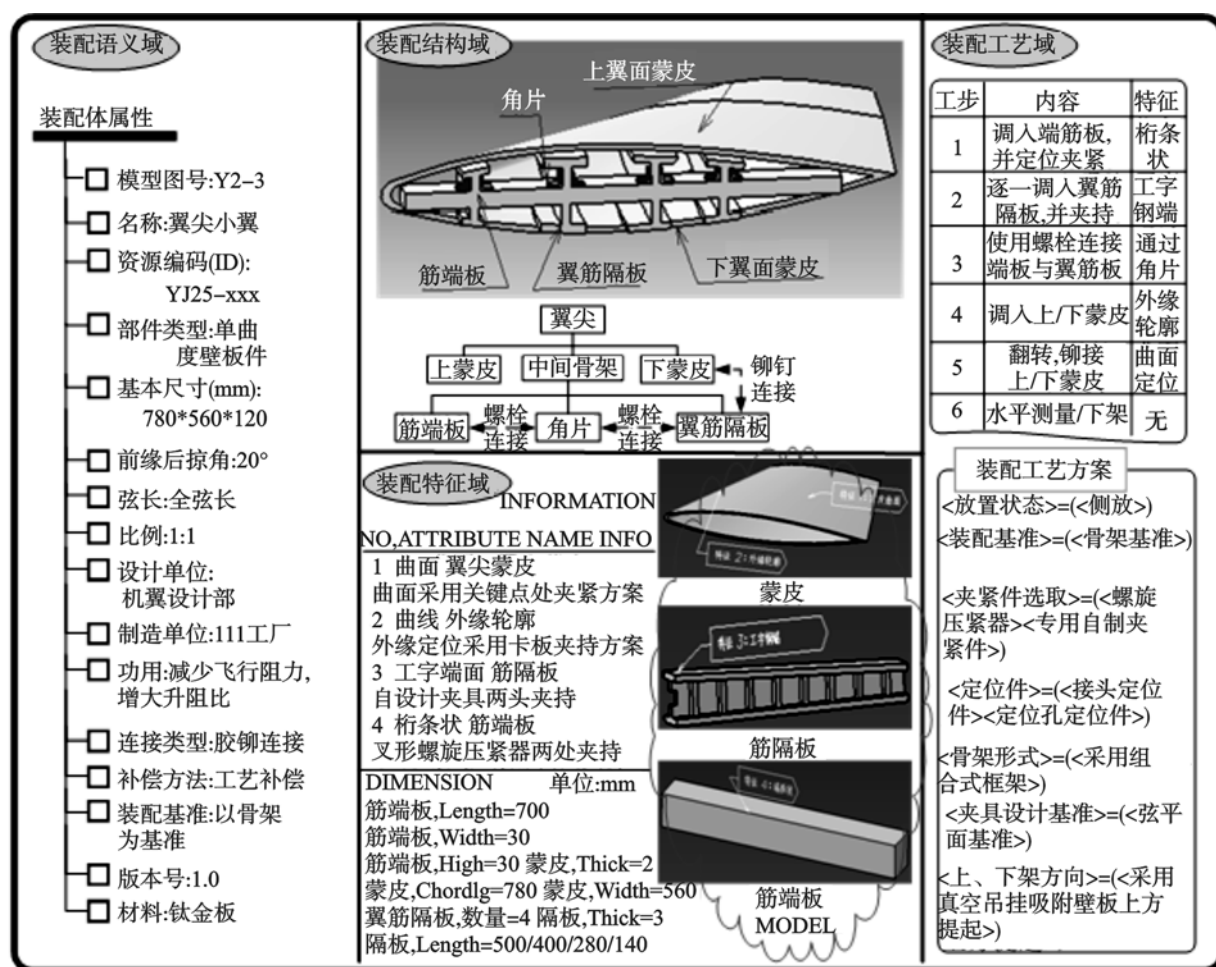 装配语义域
装配体属性
模型图号:Y2-3
名称:翼尖小翼
资源编码(ID):
YJ25-xxx
部件类型:单曲
度壁板件
基本尺寸(mm):
780*560*120
前缘后掠角:20°
弦长:全弦长
比例:1:1
设计单位:
机翼设计部
制造单位:111工厂
功用:减少飞行阻力,
增大升阻比
连接类型:胶铆连接
补偿方法:工艺补偿
装配基准:以骨架
为基准
版本号:1.0
材料:钛金板
装配结构域
上翼面蒙皮
角片
筋端板
翼筋隔板
下翼面蒙皮
翼尖
上蒙皮
中间骨架
下蒙皮
铆钉
连接
筋端板
螺栓
连接
角片
螺栓
连接
翼筋隔板
装配特征域
INFORMATION
NO,ATTRIBUTE NAME INFO
1 曲面 翼尖蒙皮
曲面采用关键点处夹紧方案
2 曲线 外缘轮廓
外缘定位采用卡板夹持方案
3 工字端面 筋隔板
自设计夹具两头夹持
4 桁条状 筋端板
叉形螺旋压紧器两处夹持
DIMENSION 单位:mm
筋端板,Length=700
筋端板,Width=30
筋端板,High=30 蒙皮,Thick=2
蒙皮,Chordlg=780 蒙皮,Width=560
翼筋隔板,数量=4 隔板,Thick=3
隔板,Length=500/400/280/140
特征 2:外缘轮廓
蒙皮
筋隔板
筋端板
MODEL
装配工艺域
工步 内容 特征
1 调入端筋板,并定位夹紧 桁条状
2 逐一调入翼筋隔板,并夹持 工字钢端
3 使用螺栓连接端板与翼筋板 通过角片
4 调入上/下蒙皮 外缘轮廓
5 翻转,铆接上/下蒙皮 曲面定位
6 水平测量/下架 无
装配工艺方案
<放置状态>=(<侧放>)
<装配基准>=(<骨架基准>)
<夹紧件选取>=(<螺旋
压紧器><专用自制夹
紧件>)
<定位件>=(<接头定位
件><定位孔定位件>)
<骨架形式>=(<采用组
合式框架>)
<夹具设计基准>=(<弦平
面基准>)
<上、下架方向>=(<采用
真空吊挂吸附壁板上方
提起>)